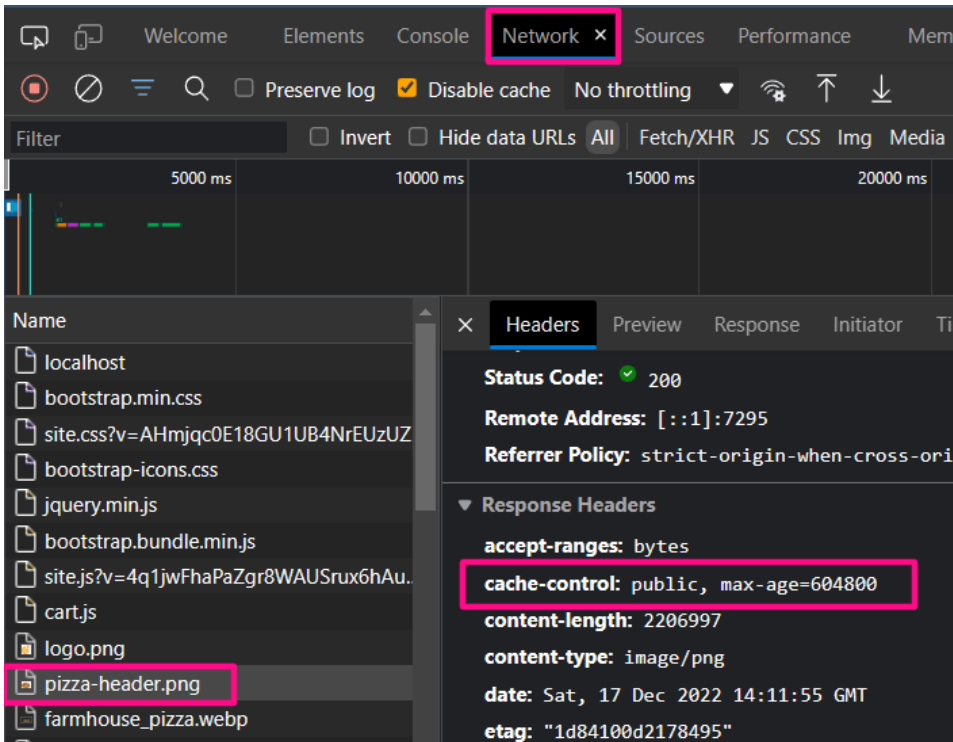 Welcome Elements Console Network × Sources Performance Mem
Preserve log Disable cache No throttling
Filter Invert Hide data URLs All Fetch/XHR JS CSS Img Media
5000 ms 10000 ms 15000 ms 20000 ms
Name
localhost
bootstrap.min.css
site.css?v=AHmjqc0E18GU1UB4NrEUzUZ
bootstrap-icons.css
jquery.min.js
bootstrap.bundle.min.js
site.js?v=4q1jwFhaPaZgr8WAUSrux6hAu..
cart.js
logo.png
pizza-header.png
farmhouse_pizza.webp
× Headers Preview Response Initiator Ti
Status Code: 200
Remote Address: [::1]:7295
Referrer Policy: strict-origin-when-cross-ori
Response Headers
accept-ranges: bytes
cache-control: public, max-age=604800
content-length: 2206997
content-type: image/png
date: Sat, 17 Dec 2022 14:11:55 GMT
etag: "1d84100d2178495"